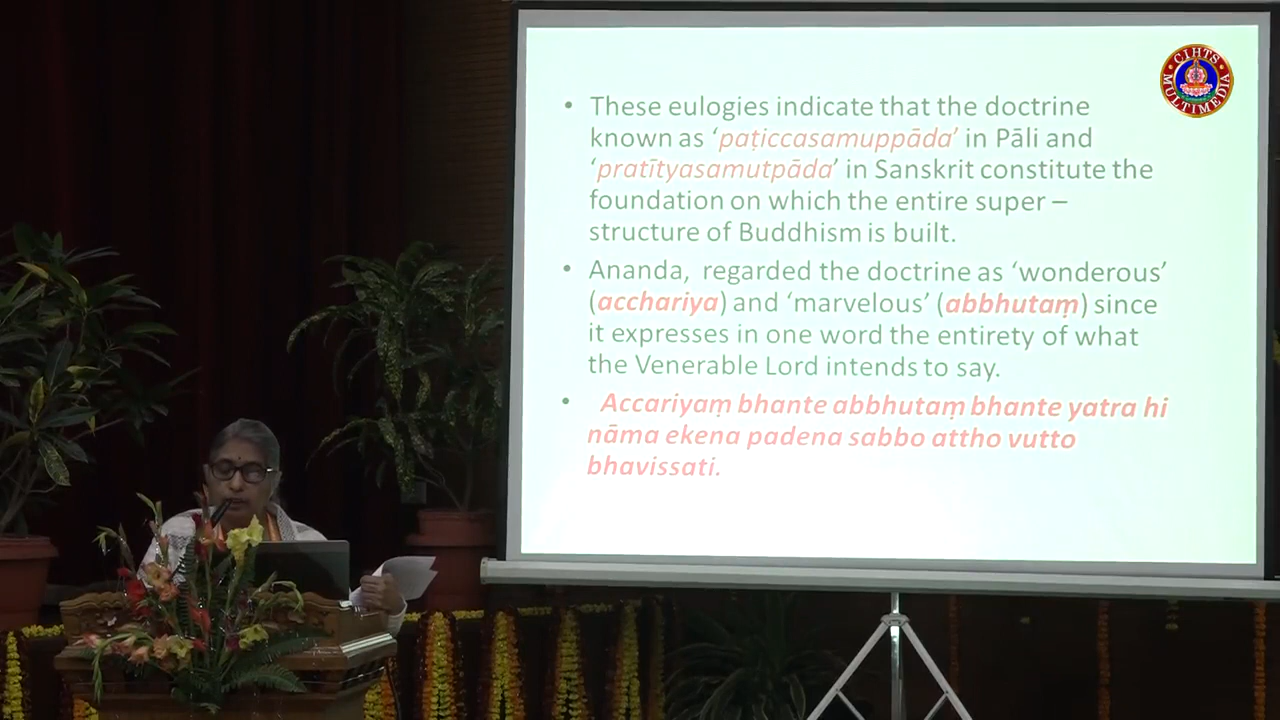 • These eulogies indicate that the doctrine
known as ‘paṭiccasamuppāda’ in Pāli and
‘pratītyasamutpāda’ in Sanskrit constitute the
foundation on which the entire super –
structure of Buddhism is built.
• Ananda, regarded the doctrine as ‘wonderous’
(acchariya) and ‘marvelous’ (abbhutaṃ) since
it expresses in one word the entirety of what
the Venerable Lord intends to say.
• Accariyaṃ bhante abbhutaṃ bhante yatra hi
nāma ekena padena sabbo attho vutto
bhavissati.
CIHTS
MULTIMEDIA